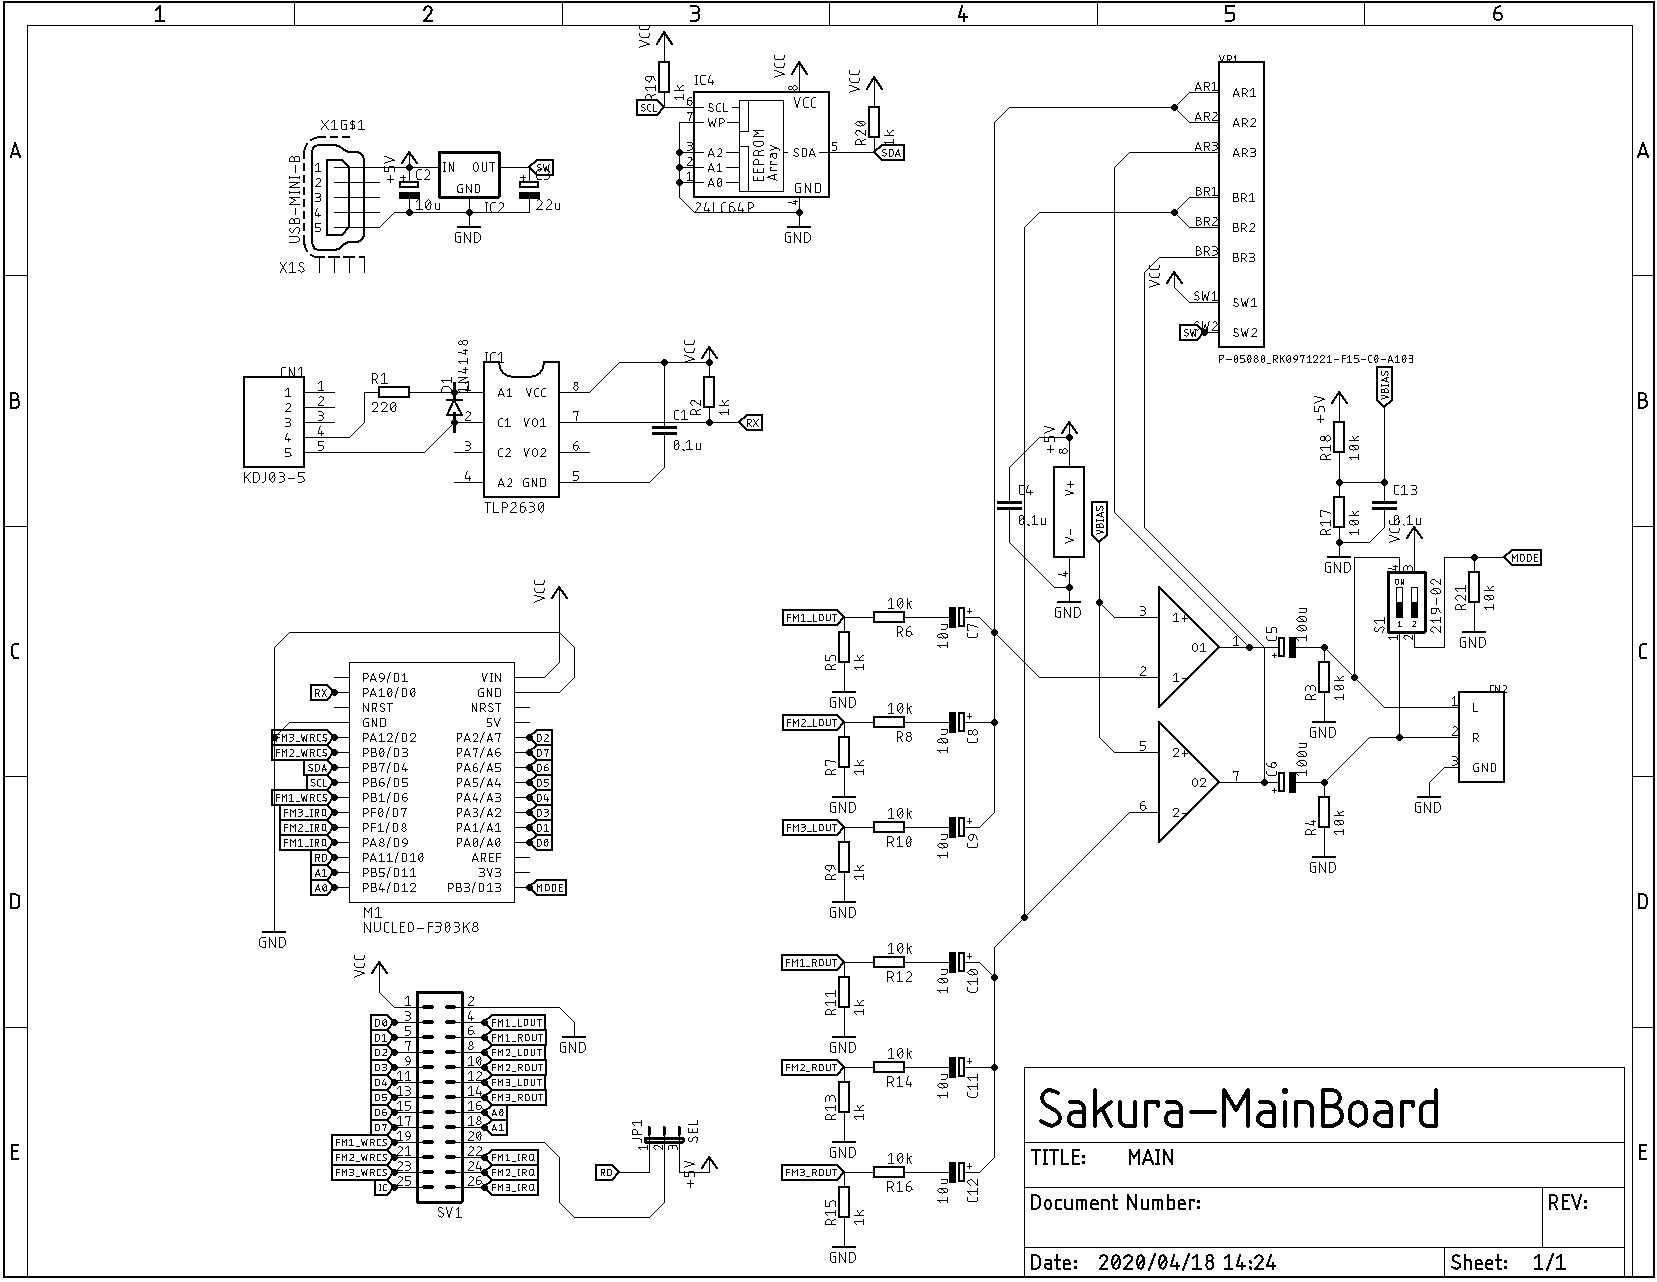 1 2 3 4 5 6
A A
B B
C C
D D
E E
X1G$1
USB-MINI-B
1
2
3
4
5
X1S
+5V
C2
10u
IN OUT
GND
IC2
SW
22u
GND
VCC
R19
1k
SCL
IC4
6 SCL
7 WP
3 A2
2 A1
1 A0
EEPROM
Array
VCC
8
VCC
SDA 5
GND
4
24LC64P
GND
VCC
R20
1k
SDA
VR1
AR1 AR1
AR2 AR2
AR3 AR3
BR1 BR1
BR2 BR2
BR3 BR3
VCC
SW1 SW1
SW SW2 SW2
P-05080_RK0971221-F15-C0-A103
CN1
1 1
2 2
3 3
4 4
5 5
KDJ03-5
R1
220
D1
1N4148
IC1
1 A1 VCC 8
2 C1 VO1 7
3 C2 VO2 6
4 A2 GND 5
TLP2630
VCC
R2
1k
C1
0.1u
RX
+5V
8
V+
V-
4
C4
0.1u
GND
VBIAS
VBIAS
+5V
R18
10k
R17
10k
C13
0.1u
GND
VCC
4 3
ON
1 2
1 2
S1
219-02
R21
10k
MODE
GND
3 1+
2 1-
O1 1
5 2+
6 2-
O2 7
C5
100u
R3
10k
GND
C6
100u
R4
10k
GND
CN2
1 L
2 R
3 GND
GND
VCC
PA9/D1 VIN
RX PA10/D0 GND
NRST NRST
GND 5V
FM3_WRCS PA12/D2 PA2/A7 D2
FM2_WRCS PB0/D3 PA7/A6 D7
SDA PB7/D4 PA6/A5 D6
SCL PB6/D5 PA5/A4 D5
FM1_WRCS PB1/D6 PA4/A3 D4
FM3_IRQ PF0/D7 PA3/A2 D3
FM2_IRQ PF1/D8 PA1/A1 D1
FM1_IRQ PA8/D9 PA0/A0 D0
RD PA11/D10 AREF
A1 PB5/D11 3V3
A0 PB4/D12 PB3/D13 MODE
M1
NUCLEO-F303K8
GND
FM1_LOUT
10k
R6
10u
C7
R5
1k
GND
FM2_LOUT
10k
R8
10u
C8
R7
1k
GND
FM3_LOUT
10k
R10
10u
C9
R9
1k
GND
FM1_ROUT
10k
R12
10u
C10
R11
1k
GND
FM2_ROUT
10k
R14
10u
C11
R13
1k
GND
FM3_ROUT
10k
R16
10u
C12
R15
1k
GND
VCC
1 2
D0 3 4 FM1_LOUT
D1 5 6 FM1_ROUT
D2 7 8 FM2_LOUT
D3 9 10 FM2_ROUT
D4 11 12 FM3_LOUT
D5 13 14 FM3_ROUT
D6 15 16 A0
D7 17 18 A1
FM1_WRCS 19 20
FM2_WRCS 21 22 FM1_IRQ
FM3_WRCS 23 24 FM2_IRQ
IC 25 26 FM3_IRQ
SV1
GND
JP1
1
2
3
SEL
RD
+5V
Sakura-MainBoard
TITLE: MAIN
Document Number:
REV:
Date: 2020/04/18 14:24
Sheet: 1/1
1 2 3 4 5 6